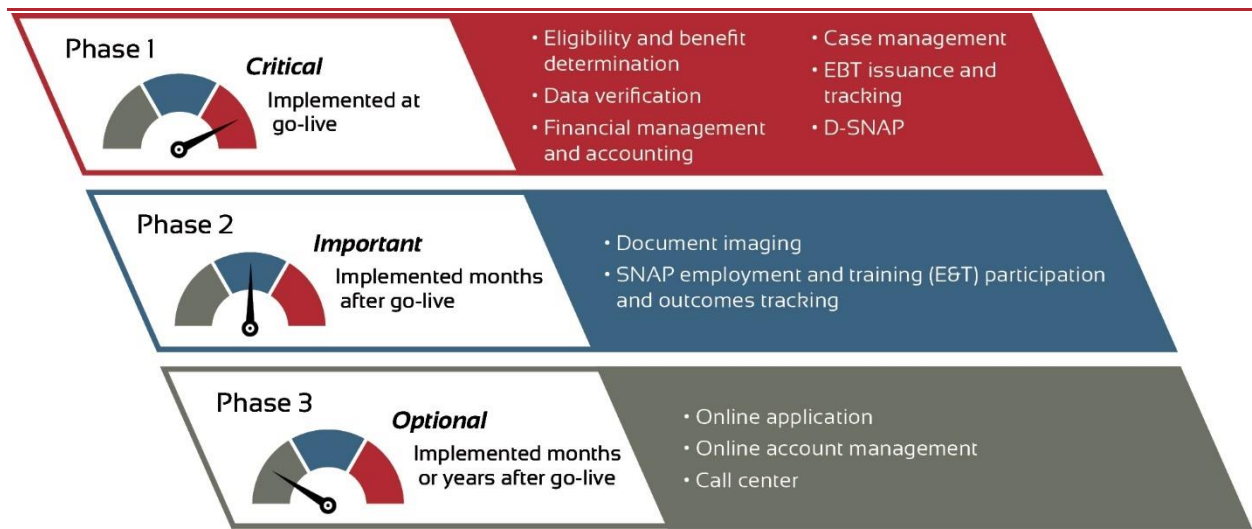 Phase 1
Critical
Implemented at
go-live
• Eligibility and benefit
determination
• Data verification
• Financial management
and accounting
• Case management
• EBT issuance and
tracking
• D-SNAP
Phase 2
Important
Implemented months
after go-live
• Document imaging
• SNAP employment and training (E&T) participation
and outcomes tracking
Phase 3
Optional
Implemented months
or years after go-live
• Online application
• Online account management
• Call center